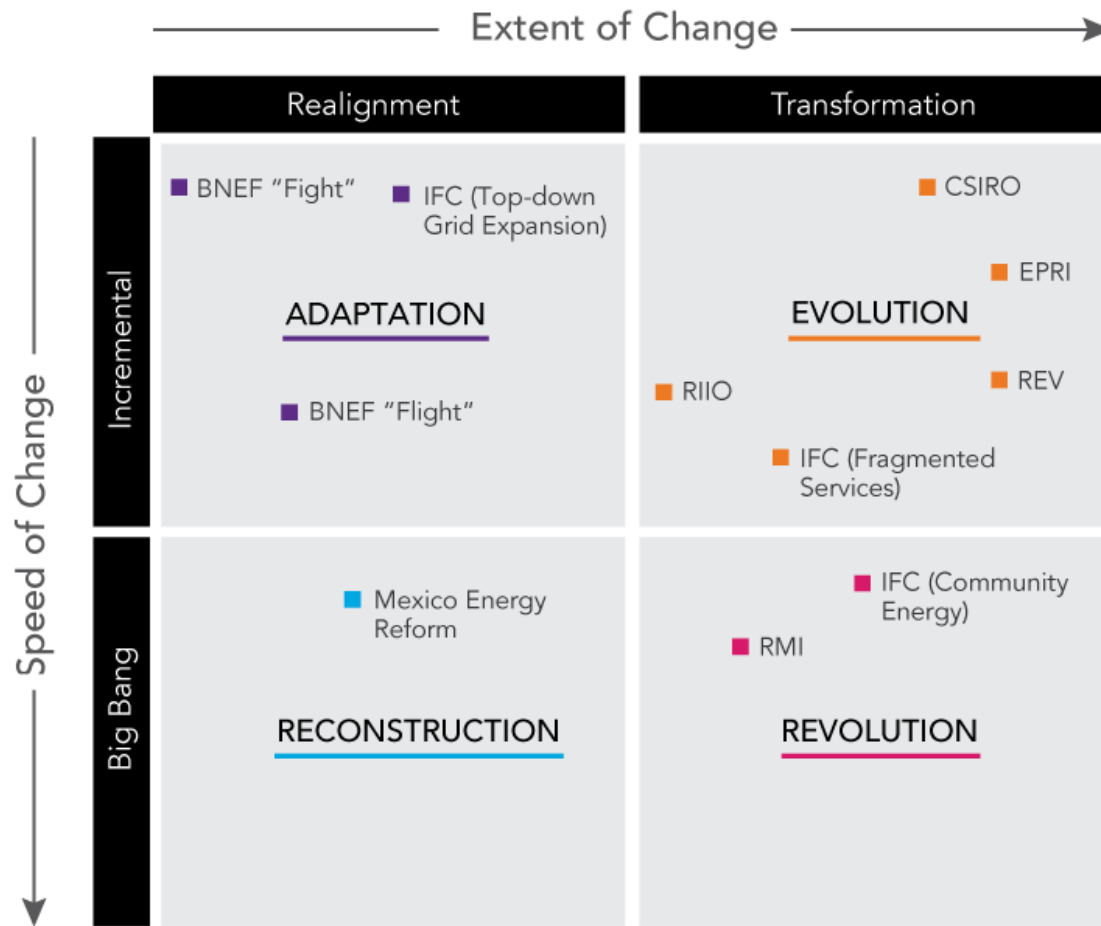 Extent of Change
Realignment
Transformation
Speed of Change
Incremental
BNEF “Fight”
IFC (Top-down
Grid Expansion)
ADAPTATION
BNEF “Flight”
CSIRO
EPRI
EVOLUTION
RIIO
REV
IFC (Fragmented
Services)
Big Bang
Mexico Energy
Reform
RECONSTRUCTION
IFC (Community
Energy)
RMI
REVOLUTION